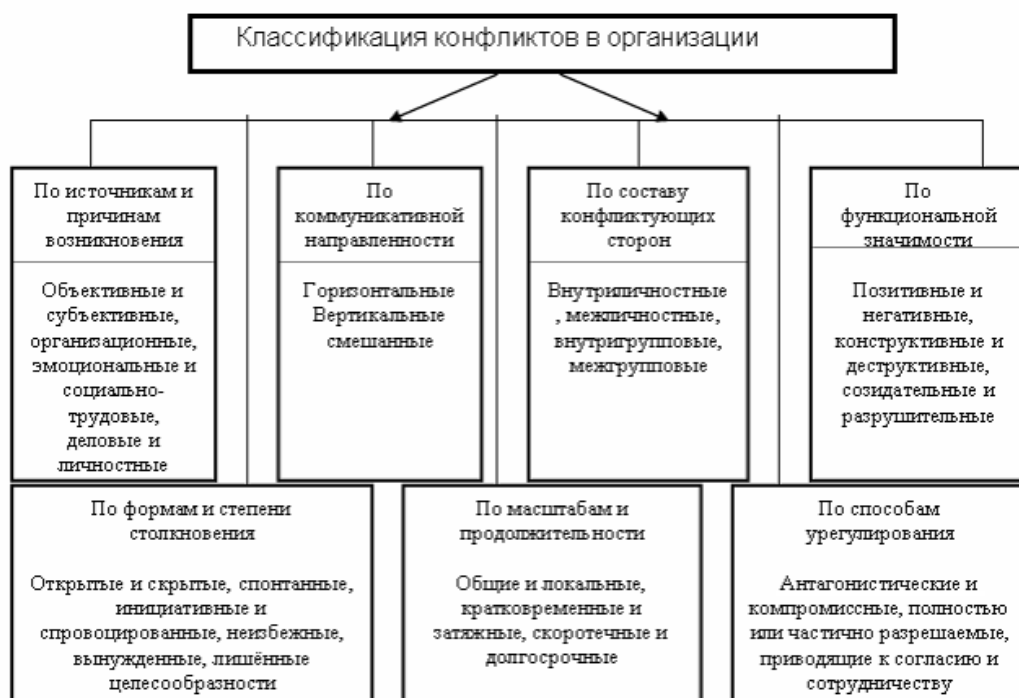 Классификация конфликтов в организации
По источникам и
причинам
возникновения
Объективные и
субъективные,
организационные,
эмоциональные и
социально-
трудовые,
деловые и
личностные
По
коммуникативной
направленности
Горизонтальные
Вертикальные
смешанные
По составу
конфликтующих
сторон
Внутриличностные
, межличностные,
внутригрупповые,
межгрупповые
По
функциональной
значимости
Позитивные и
негативные,
конструктивные и
деструктивные,
созидательные и
разрушительные
По формам и степени
столкновения
Открытые и скрытые, спонтанные,
инициативные и
спровоцированные, неизбежные,
вынужденные, лишённые
целесообразности
По масштабам и
продолжительности
Общие и локальные,
кратковременные и
затяжные, скоротечные и
долгосрочные
По способам
урегулирования
Антагонистические и
компромиссные, полностью
или частично разрешаемые,
приводящие к согласию и
сотрудничеству